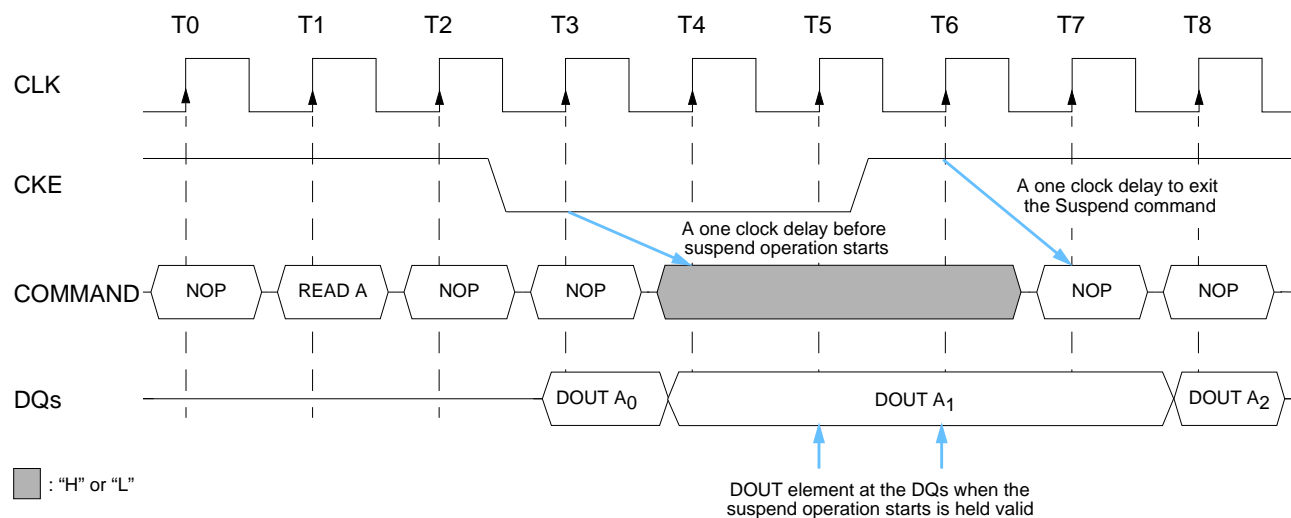 T0 T1 T2 T3 T4 T5 T6 T7 T8
CLK
CKE
A one clock delay to exit
the Suspend command
A one clock delay before
suspend operation starts
COMMAND NOP READ A NOP NOP NOP NOP
DQs DOUT A0 DOUT A1 DOUT A2
: “H” or “L”
DOUT element at the DQs when the
suspend operation starts is held valid